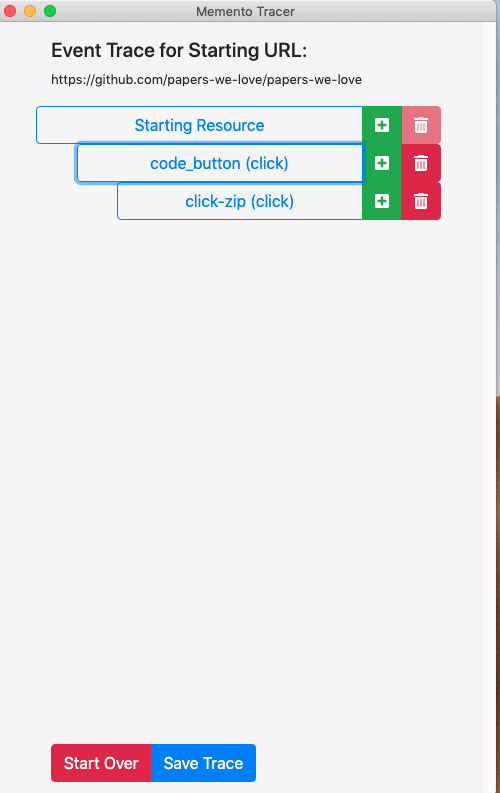 Memento Tracer
Event Trace for Starting URL:
https://github.com/papers-we-love/papers-we-love
Starting Resource
code_button (click)
click-zip (click)
Start Over
Save Trace